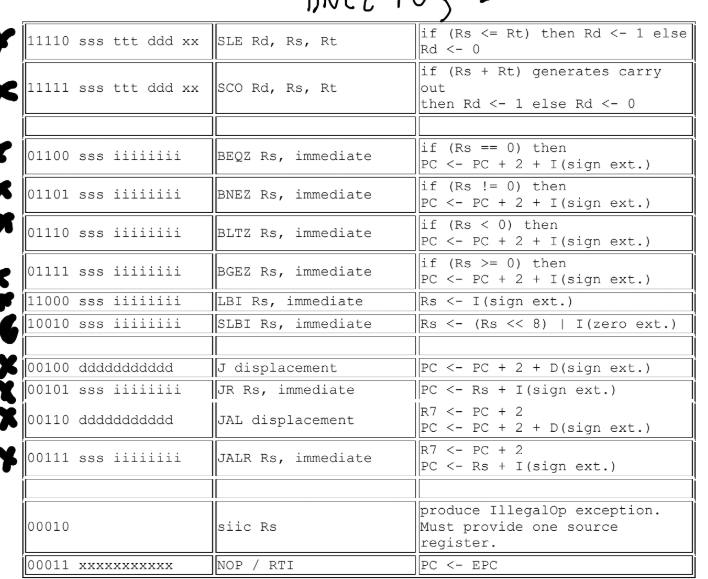 BNEZ
11110 sss ttt ddd xx SLE Rd, Rs, Rt if (Rs <= Rt) then Rd <- 1 else
Rd <- 0
11111 sss ttt ddd xx SCO Rd, Rs, Rt if (Rs + Rt) generates carry
out
then Rd <- 1 else Rd <- 0
01100 sss iiiiiiii BEQZ Rs, immediate if (Rs == 0) then
PC <- PC + 2 + I(sign ext.)
01101 sss iiiiiiii BNEZ Rs, immediate if (Rs != 0) then
PC <- PC + 2 + I(sign ext.)
01110 sss iiiiiiii BLTZ Rs, immediate if (Rs < 0) then
PC <- PC + 2 + I(sign ext.)
01111 sss iiiiiiii BGEZ Rs, immediate if (Rs >= 0) then
PC <- PC + 2 + I(sign ext.)
11000 sss iiiiiiii LBI Rs, immediate Rs <- I(sign ext.)
10010 sss iiiiiiii SLBI Rs, immediate Rs <- (Rs << 8) | I(zero ext.)
00100 ddddddddddd J displacement PC <- PC + 2 + D(sign ext.)
00101 sss iiiiiiii JR Rs, immediate PC <- Rs + I(sign ext.)
00110 ddddddddddd JAL displacement R7 <- PC + 2
PC <- PC + 2 + D(sign ext.)
00111 sss iiiiiiii JALR Rs, immediate R7 <- PC + 2
PC <- Rs + I(sign ext.)
00010 siic Rs produce IllegalOp exception.
Must provide one source
register.
00011 xxxxxxxxxxx NOP / RTI PC <- EPC